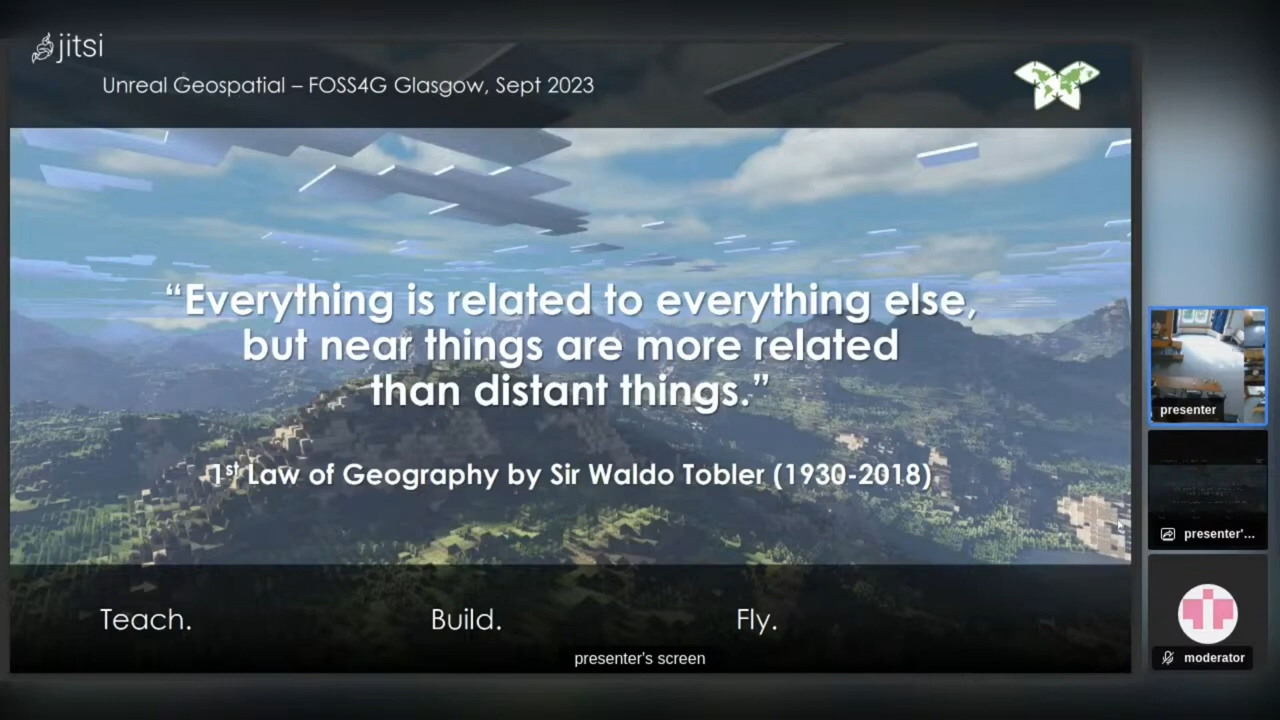 jitsi
Unreal Geospatial – FOSS4G Glasgow, Sept 2023
“Everything is related to everything else,
but near things are more related
than distant things.”
1st Law of Geography by Sir Waldo Tobler (1930-2018)
Teach. Build. Fly.
presenter's screen
presenter
presenter'...
moderator